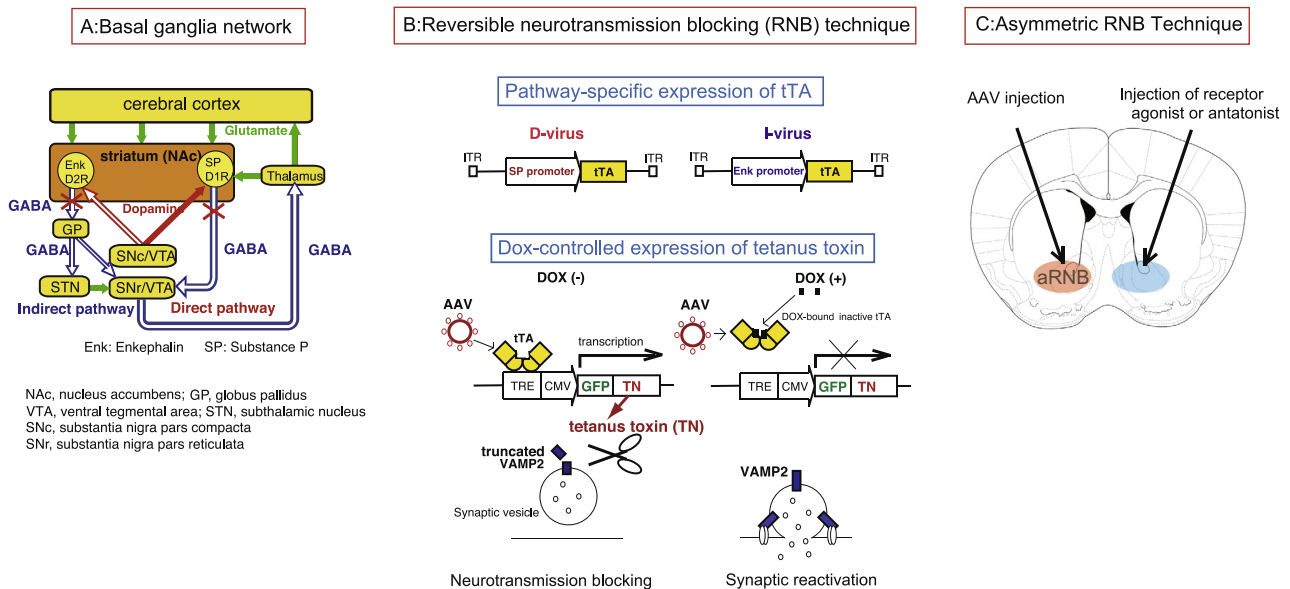 A:Basal ganglia network
cerebral cortex
Glutamate
striatum (NAc)
Enk
D2R
SP
D1R
Thalamus
GABA
Dopamine
GP
GABA
SNc/VTA
GABA
GABA
STN
SNr/VTA
Indirect pathway
Direct pathway
Enk: Enkephalin SP: Substance P
NAc, nucleus accumbens; GP, globus pallidus
VTA, ventral tegmental area; STN, subthalamic nucleus
SNc, substantia nigra pars compacta
SNr, substantia nigra pars reticulata
B:Reversible neurotransmission blocking (RNB) technique
Pathway-specific expression of tTA
D-virus
ITR
SP promoter
tTA
ITR
I-virus
ITR
Enk promoter
tTA
ITR
Dox-controlled expression of tetanus toxin
DOX (-)
AAV
tTA
transcription
TRE
CMV
GFP
TN
tetanus toxin (TN)
truncated
VAMP2
Synaptic vesicle
Neurotransmission blocking
DOX (+)
AAV
DOX-bound inactive tTA
TRE
CMV
GFP
TN
VAMP2
Synaptic reactivation
C:Asymmetric RNB Technique
AAV injection
Injection of receptor
agonist or antatonist
aRNB